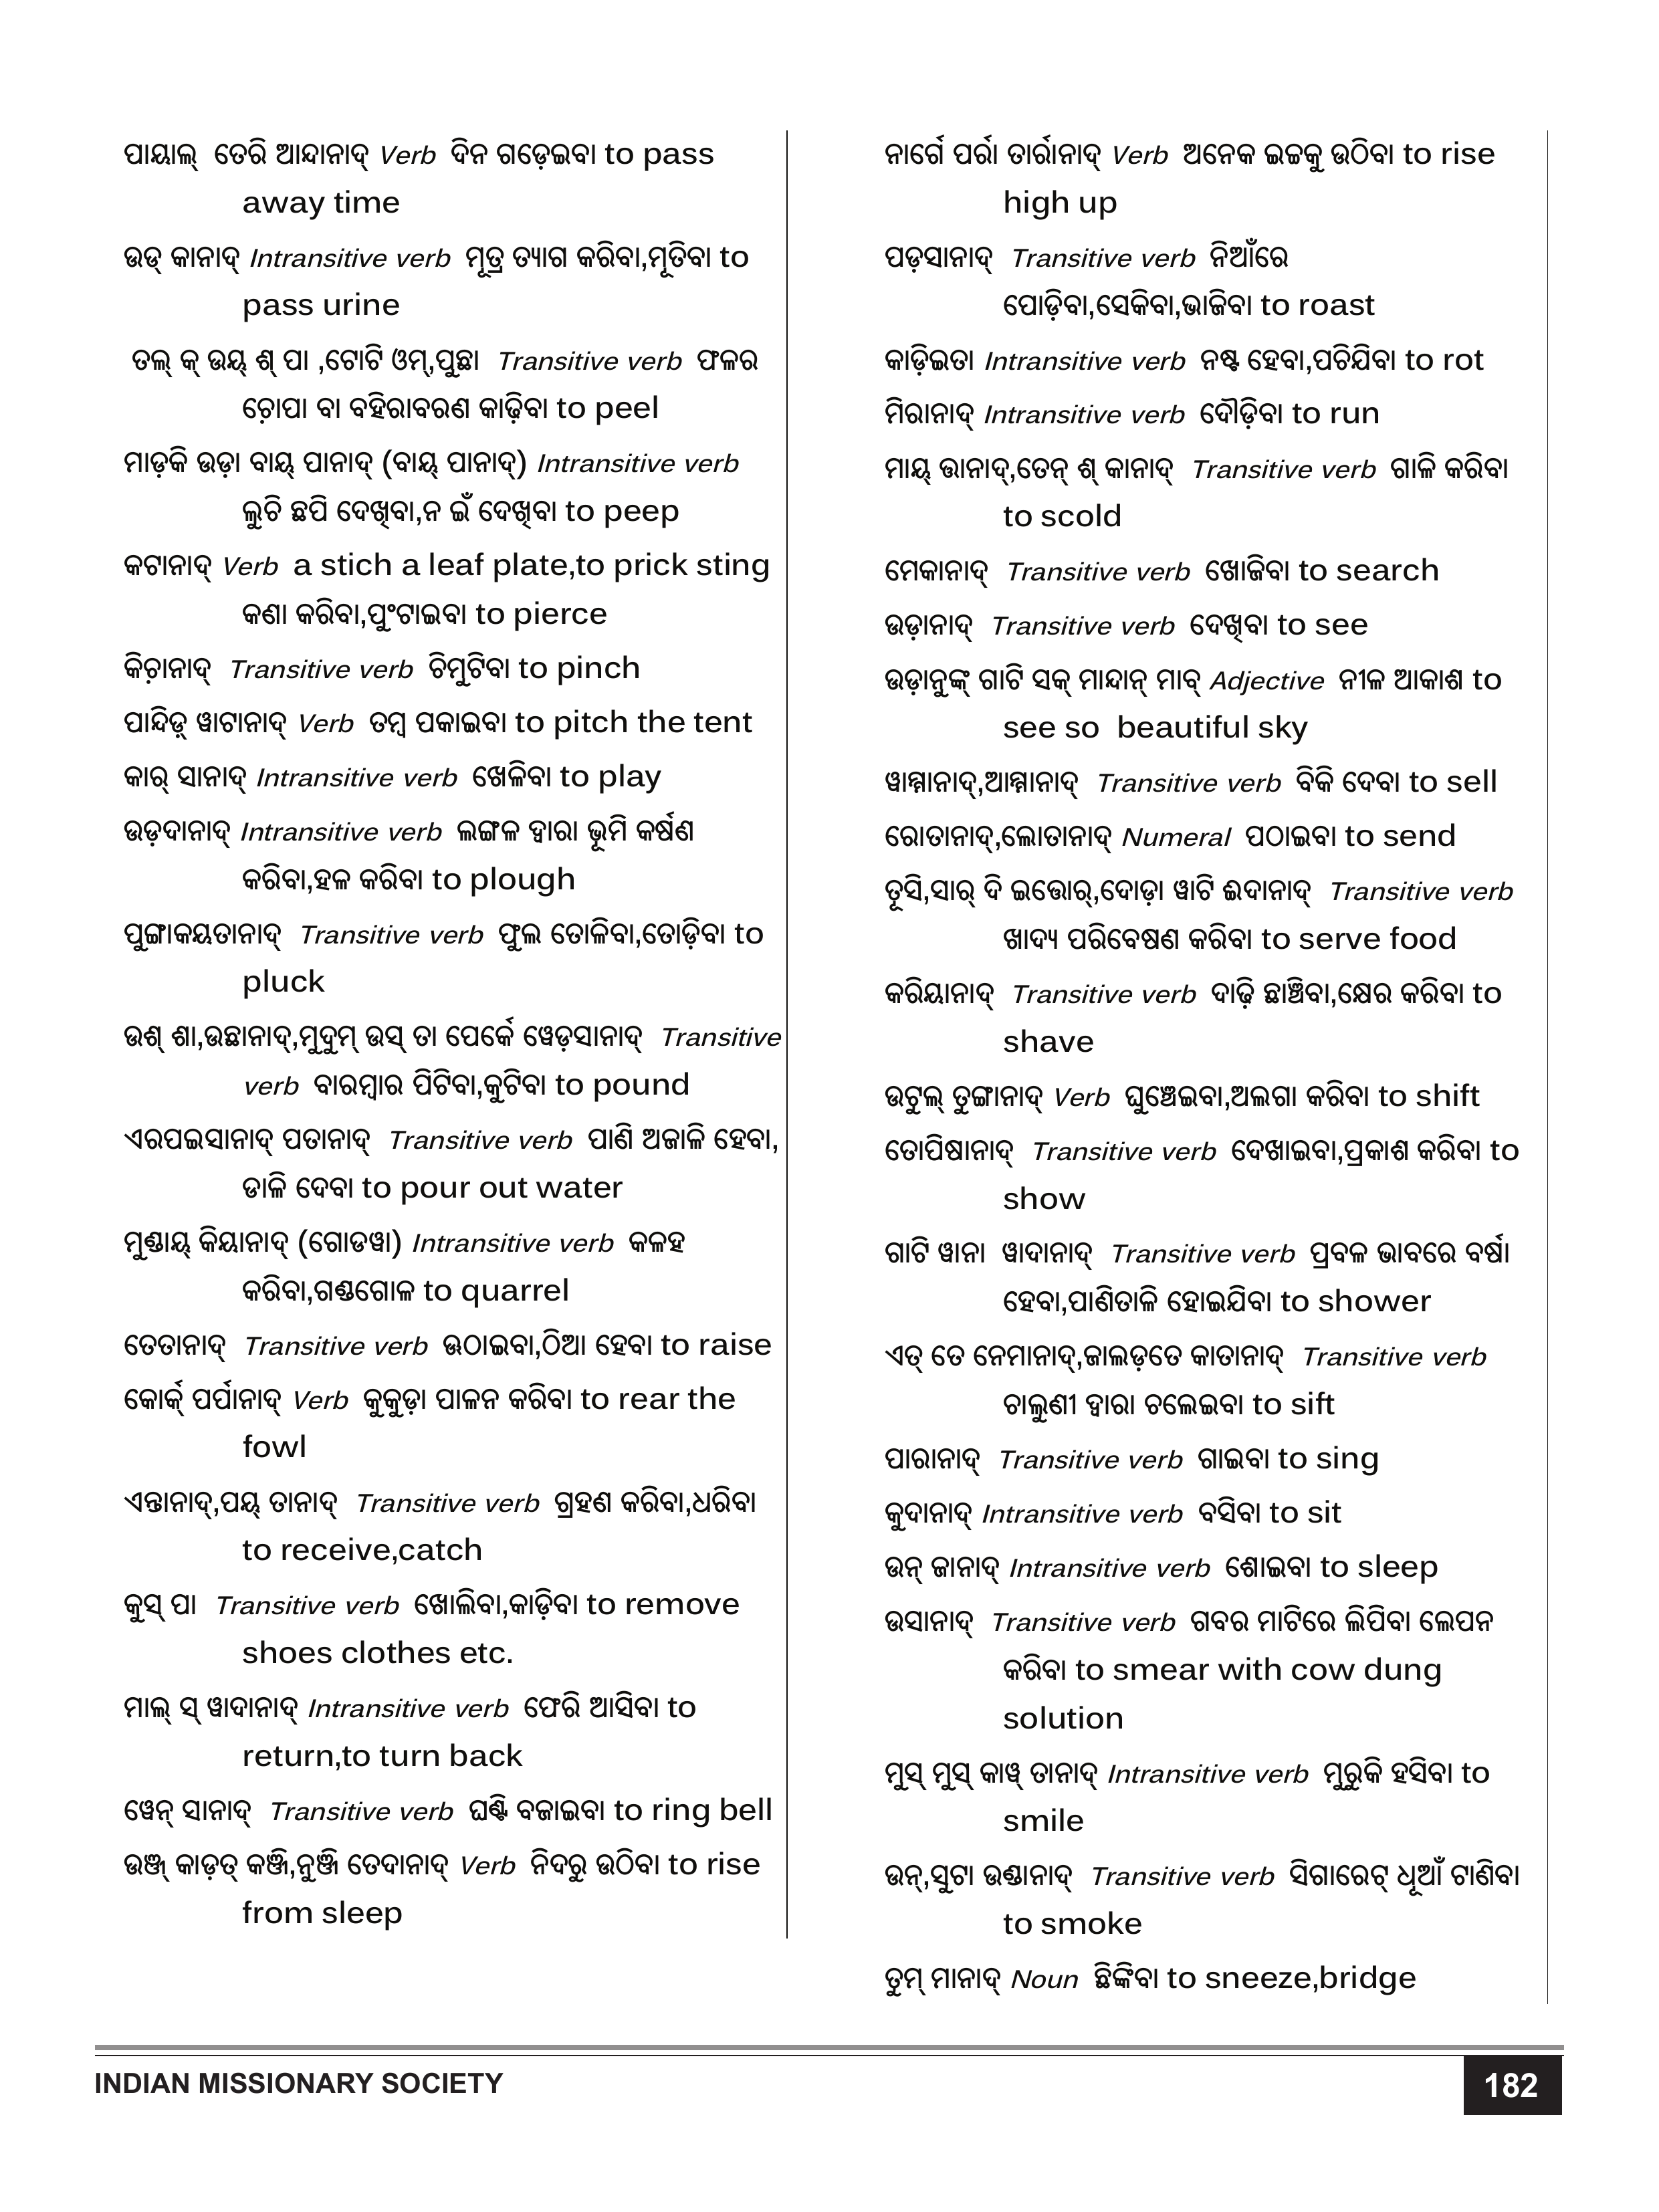 ପାୟାଲ୍ ତେରି ଆନ୍ଦାନାଦ୍ Verb ଦିନ ଗଡ଼େଇବା to pass
away time
ଉଡ୍ କାନାଦ୍ Intransitive verb ମୂତ୍ର ତ୍ୟାଗ କରିବା,ମୂତିବା to
pass urine
ତଲ୍ କ୍ ଉୟ୍ ଶ୍ ପା ,ଟୋଟି ଓମ୍,ପୁଛା Transitive verb ଫଳର
ଚୋ଼ପା ବା ବହିରାବରଣ କାଢ଼ିବା to peel
ମାଡ଼କି ଉଡ଼ା ବାୟ୍ ପାନାଦ୍ (ବାୟ୍ ପାନାଦ୍) Intransitive verb
ଲୁଚି ଛପି ଦେଖିବା,ନ ଇଁ ଦେଖିବା to peep
କଟାନାଦ୍ Verb a stich a leaf plate,to prick sting
କଣା କରିବା,ପୁଂଟାଇବା to pierce
କିଚ଼ାନାଦ୍ Transitive verb ଚିମୁଟିବା to pinch
ପାନ୍ଦିଡ଼୍ ୱାଟାନାଦ୍ Verb ତମ୍ବ ପକାଇବା to pitch the tent
କାର୍ ସାନାଦ୍ Intransitive verb ଖେଳିବା to play
ଉଡ଼ଦାନାଦ୍ Intransitive verb ଲଙ୍ଗଳ ଦ୍ୱାରା ଭୂମି କର୍ଷଣ
କରିବା,ହଳ କରିବା to plough
ପୁଙ୍ଗାକୟତାନାଦ୍ Transitive verb ଫୁଲ ତୋଳିବା,ତୋଡ଼ିବା to
pluck
ଉଶ୍ ଶା,ଉଛାନାଦ୍,ମୁଦୁମ୍ ଉସ୍ ତା ପେର୍କେ ୱେଡ଼ସାନାଦ୍ Transitive
verb ବାରମ୍ବାର ପିଟିବା,କୁଟିବା to pound
ଏରପଇସାନାଦ୍ ପତାନାଦ୍ Transitive verb ପାଣି ଅଜାଳି ହେବା,
ଡାଳି ଦେବା to pour out water
ମୁଣ୍ଡାୟ୍ କିୟାନାଦ୍ (ଗୋଡୱା) Intransitive verb କଳହ
କରିବା,ଗଣ୍ଡଗୋଳ to quarrel
ତେତାନାଦ୍ Transitive verb ଊଠାଇବା,ଠିଆ ହେବା to raise
କୋର୍କ୍ ପର୍ପାନାଦ୍ Verb କୁକୁଡ଼ା ପାଳନ କରିବା to rear the
fowl
ଏନ୍ତାନାଦ୍,ପୟ୍ ତାନାଦ୍ Transitive verb ଗ୍ରହଣ କରିବା,ଧରିବା
to receive,catch
କୁସ୍ ପା Transitive verb ଖୋଲିବା,କାଡ଼ିବା to remove
shoes clothes etc.
ମାଲ୍ ସ୍ ୱାଦାନାଦ୍ Intransitive verb ଫେରି ଆସିବା to
return,to turn back
ୱେନ୍ ସାନାଦ୍ Transitive verb ଘଣ୍ଟି ବଜାଇବା to ring bell
ଉଞ୍ଜ୍ କାଡ଼ତ୍ କଞ୍ଜି,ନୁଞ୍ଜି ତେଦାନାଦ୍ Verb ନିଦରୁ ଉଠିବା to rise
from sleep
ନାର୍ଗେ ପର୍ରା ତାର୍ରାନାଦ୍ Verb ଅନେକ ଇଚ୍ଚକୁ ଉଠିବା to rise
high up
ପଡ଼ସାନାଦ୍ Transitive verb ନିଆଁରେ
ପୋଡ଼ିବା,ସେକିବା,ଭାଜିବା to roast
କାଡ଼ିଇତା Intransitive verb ନଷ୍ଟ ହେବା,ପଚିଯିବା to rot
ମିରାନାଦ୍ Intransitive verb ଦୌଡ଼ିବା to run
ମାୟ୍ ଭାନାଦ୍,ତେନ୍ ଶ୍ କାନାଦ୍ Transitive verb ଗାଳି କରିବା
to scold
ମେକାନାଦ୍ Transitive verb ଖୋଜିବା to search
ଉଡ଼ାନାଦ୍ Transitive verb ଦେଖିବା to see
ଉଡ଼ାନୁଙ୍କ୍ ଗାଟି ସକ୍ ମାନ୍ଦାନ୍ ମାବ୍ Adjective ନୀଳ ଆକାଶ to
see so beautiful sky
ୱାମ୍ମାନାଦ୍,ଆମ୍ମାନାଦ୍ Transitive verb ବିକି ଦେବା to sell
ରୋତାନାଦ୍,ଲୋତାନାଦ୍ Numeral ପଠାଇବା to send
ତୂସି,ସାର୍ ଦି ଇତ୍ତୋର୍,ଦୋଡ଼ା ୱାଟି ଈଦାନାଦ୍ Transitive verb
ଖାଦ୍ୟ ପରିବେଷଣ କରିବା to serve food
କରିୟାନାଦ୍ Transitive verb ଦାଢ଼ି ଛାଞ୍ଚିବା,କ୍ଷେର କରିବା to
shave
ଉଟୁଲ୍ ତୁଙ୍ଗାନାଦ୍ Verb ଘୁଞ୍ଚେଇବା,ଅଲଗା କରିବା to shift
ତୋପିଷାନାଦ୍ Transitive verb ଦେଖାଇବା,ପ୍ରକାଶ କରିବା to
show
ଗାଟି ୱାନା ୱାଦାନାଦ୍ Transitive verb ପ୍ରବଳ ଭାବରେ ବର୍ଷା
ହେବା,ପାଣିତାଳି ହୋଇଯିବା to shower
ଏତ୍ ତେ ନେମାନାଦ୍,ଜାଲଡ଼ତେ କାତାନାଦ୍ Transitive verb
ଚାଲୁଣୀ ଦ୍ୱାରା ଚଲେଇବା to sift
ପାରାନାଦ୍ Transitive verb ଗାଇବା to sing
କୁଦାନାଦ୍ Intransitive verb ବସିବା to sit
ଉନ୍ ଜାନାଦ୍ Intransitive verb ଶୋଇବା to sleep
ଉସାନାଦ୍ Transitive verb ଗବର ମାଟିରେ ଲିପିବା ଲେପନ
କରିବା to smear with cow dung
solution
ମୁସ୍ ମୁସ୍ କାୱ୍ ତାନାଦ୍ Intransitive verb ମୁରୁକି ହସିବା to
smile
ଉନ୍,ସୁଟା ଉଣ୍ଡାନାଦ୍ Transitive verb ସିଗାରେଟ୍ ଧୂଆଁ ଟାଣିବା
to smoke
ତୁମ୍ ମାନାଦ୍ Noun ଛିଙ୍କିବା to sneeze,bridge
INDIAN MISSIONARY SOCIETY
182